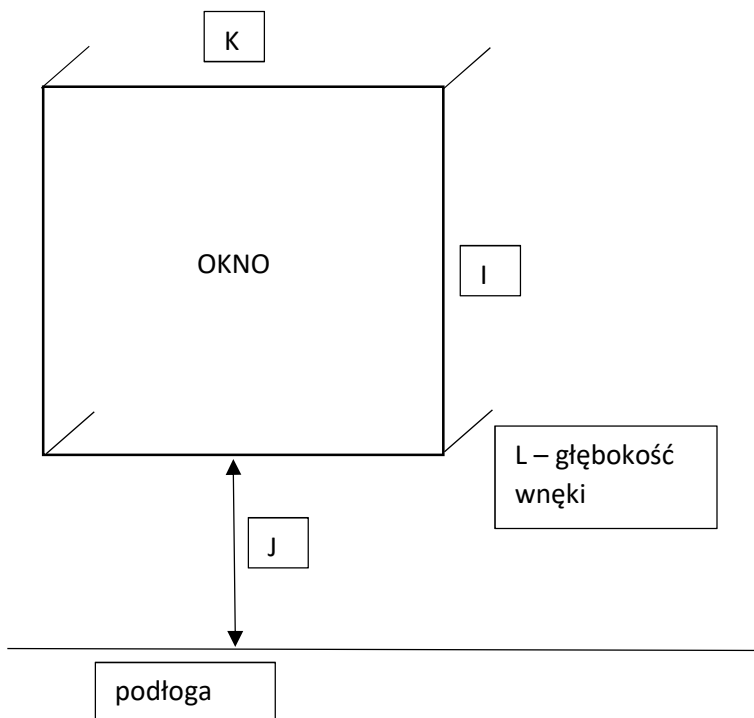 K
OKNO
I
L – głębokość
wnęki
J
podłoga